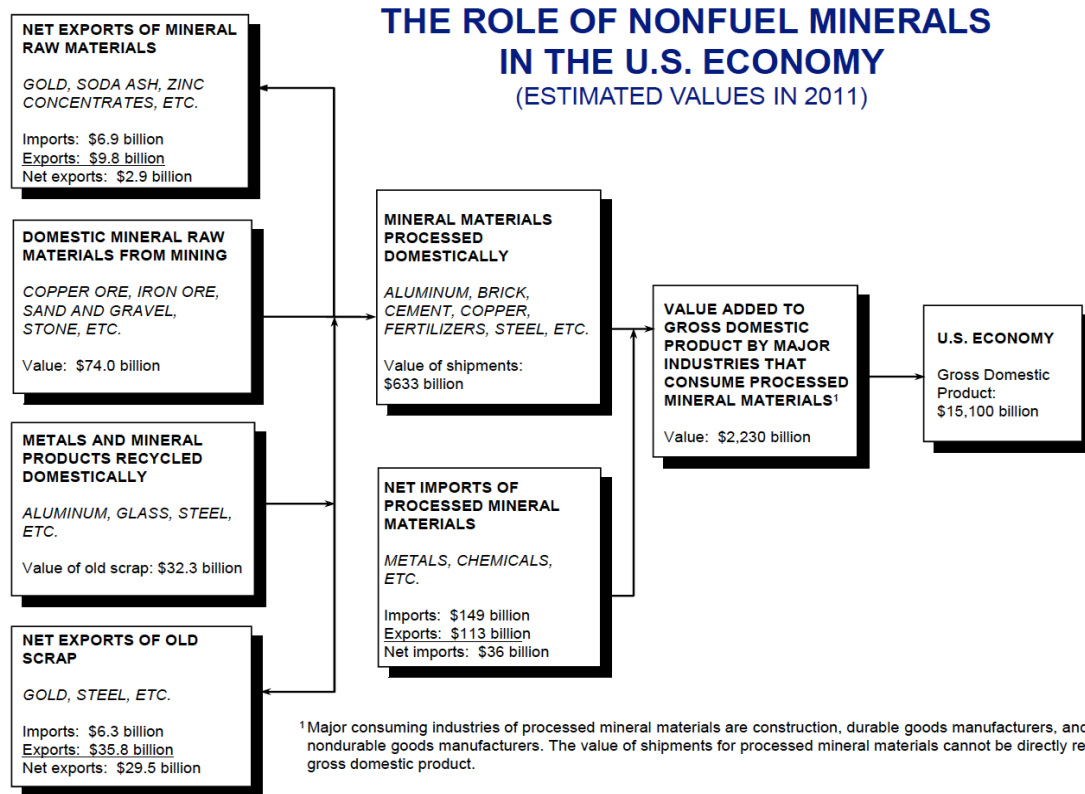 THE ROLE OF NONFUEL MINERALS
IN THE U.S. ECONOMY
(ESTIMATED VALUES IN 2011)
NET EXPORTS OF MINERAL
RAW MATERIALS
GOLD, SODA ASH, ZINC
CONCENTRATES, ETC.
Imports: $6.9 billion
Exports: $9.8 billion
Net exports: $2.9 billion
DOMESTIC MINERAL RAW
MATERIALS FROM MINING
COPPER ORE, IRON ORE,
SAND AND GRAVEL,
STONE, ETC.
Value: $74.0 billion
METALS AND MINERAL
PRODUCTS RECYCLED
DOMESTICALLY
ALUMINUM, GLASS, STEEL,
ETC.
Value of old scrap: $32.3 billion
NET EXPORTS OF OLD
SCRAP
GOLD, STEEL, ETC.
Imports: $6.3 billion
Exports: $35.8 billion
Net exports: $29.5 billion
MINERAL MATERIALS
PROCESSED
DOMESTICALLY
ALUMINUM, BRICK,
CEMENT, COPPER,
FERTILIZERS, STEEL, ETC.
Value of shipments:
$633 billion
NET IMPORTS OF
PROCESSED MINERAL
MATERIALS
METALS, CHEMICALS,
ETC.
Imports: $149 billion
Exports: $113 billion
Net imports: $36 billion
VALUE ADDED TO
GROSS DOMESTIC
PRODUCT BY MAJOR
INDUSTRIES THAT
CONSUME PROCESSED
MINERAL MATERIALS¹
Value: $2,230 billion
U.S. ECONOMY
Gross Domestic
Product:
$15,100 billion
¹ Major consuming industries of processed mineral materials are construction, durable goods manufacturers, and
nondurable goods manufacturers. The value of shipments for processed mineral materials cannot be directly re
gross domestic product.